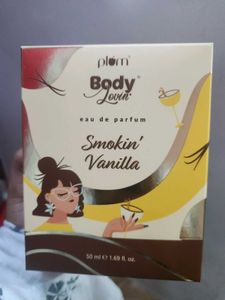 plum
Body
Lovin'
eau de parfum
Smokin'
Vanilla
50 ml ℮ 1.69 fl. oz.